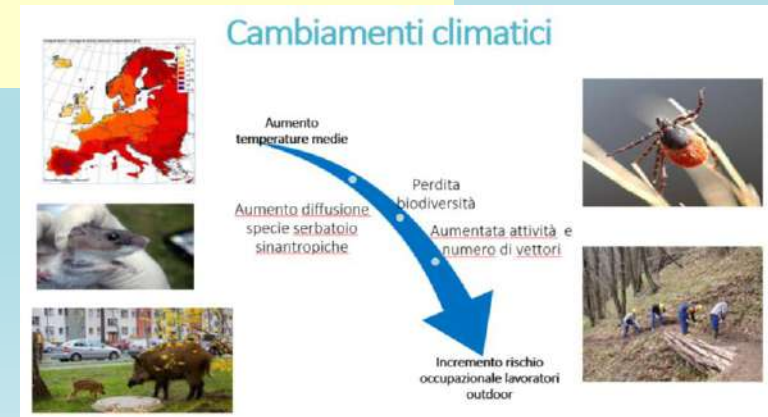 Cambiamenti climatici
Aumento
temperature medie
Perdita
biodiversità
Aumento diffusione
specie serbatoio
sinantropiche
Aumentata attività e
numero di vettori
Incremento rischio
occupazionale lavoratori
outdoor